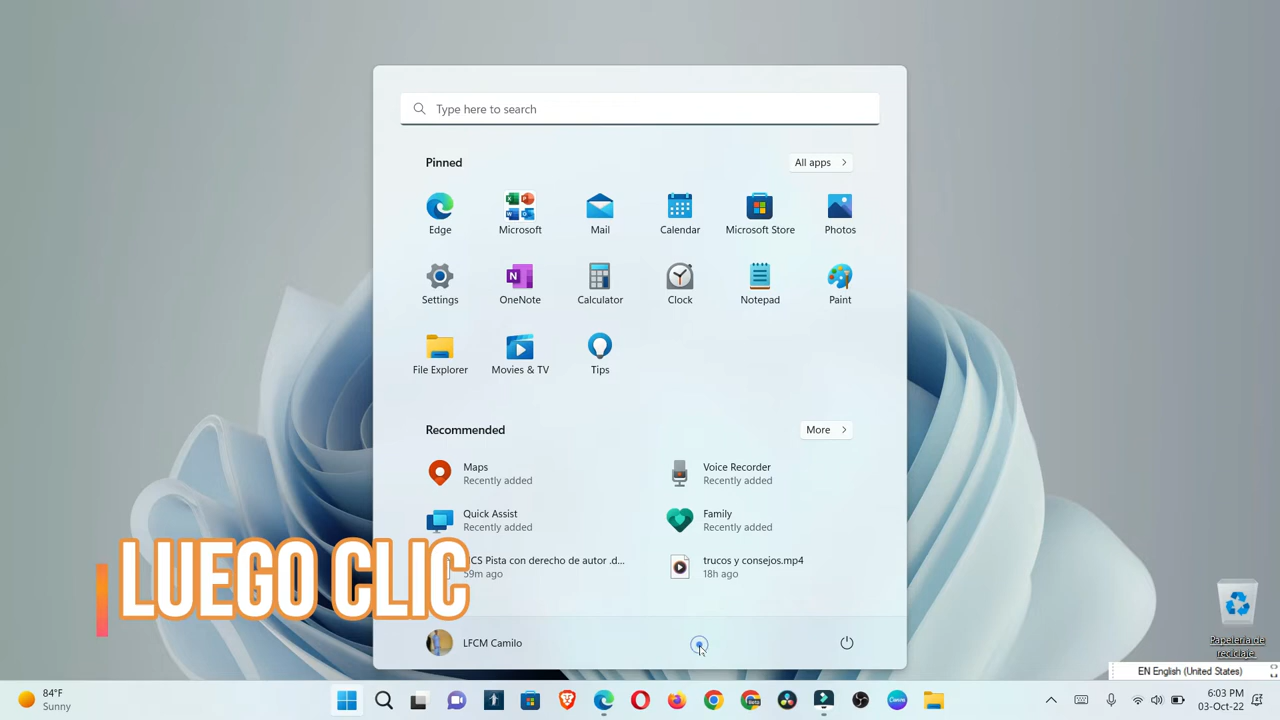 Type here to search
Pinned
All apps
Edge
Microsoft
Mail
Calendar
Microsoft Store
Photos
Settings
OneNote
Calculator
Clock
Notepad
Paint
File Explorer
Movies & TV
Tips
Recommended
More
Maps
Recently added
Voice Recorder
Recently added
Quick Assist
Recently added
Family
Recently added
CS Pista con derecho de autor .d...
59m ago
trucos y consejos.mp4
18h ago
LUEGO CLIC
LFCM Camilo
Papelería de
reciclaje
EN English (United States)
84°F
Sunny
6:03 PM
03-Oct-22